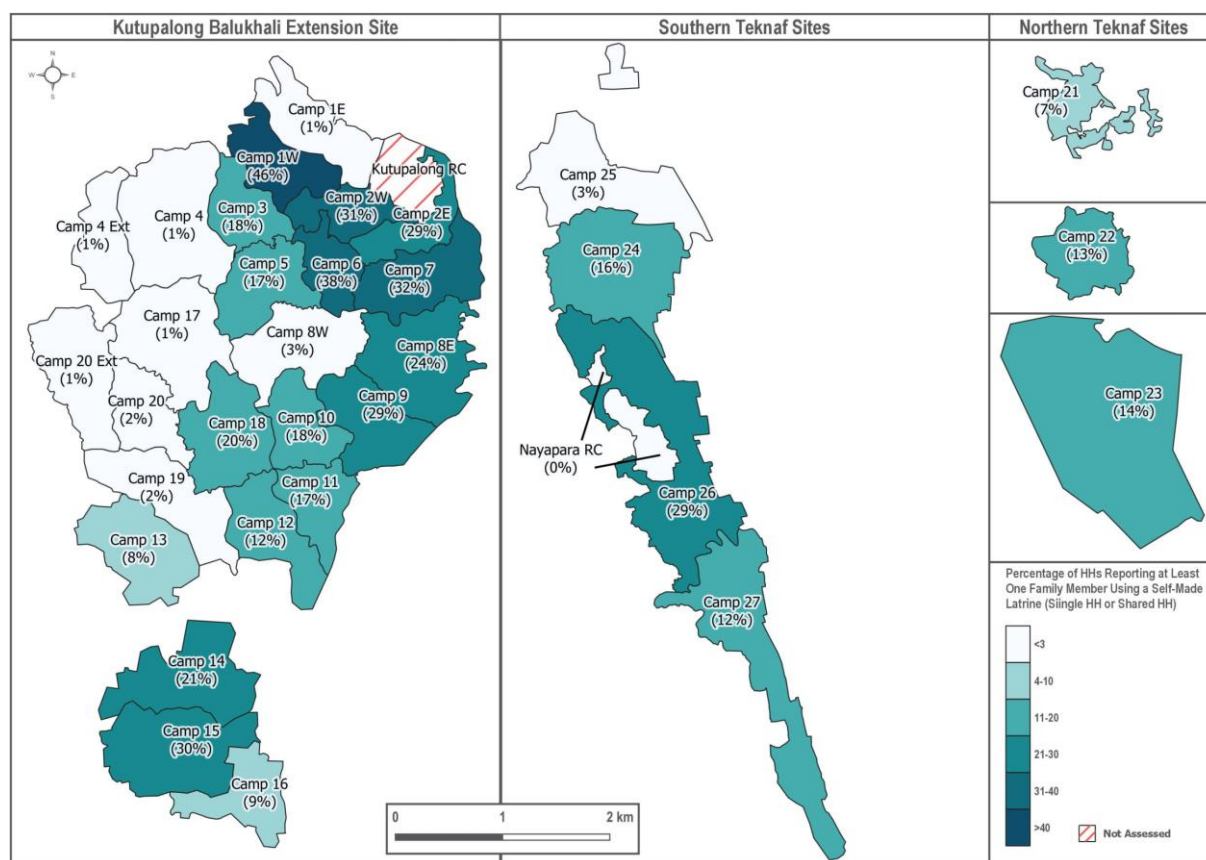 Kutupalong Balukhali Extension Site
Southern Teknaf Sites
Northern Teknaf Sites
N
W
E
S
Camp 1E
(1%)
Camp 1W
(46%)
Kutupalong RC
Camp 2W
(31%)
Camp 2E
(29%)
Camp 3
(18%)
Camp 4
(1%)
Camp 4 Ext
(1%)
Camp 5
(17%)
Camp 6
(38%)
Camp 7
(32%)
Camp 17
(1%)
Camp 8W
(3%)
Camp 8E
(24%)
Camp 20 Ext
(1%)
Camp 20
(2%)
Camp 9
(29%)
Camp 18
(20%)
Camp 10
(18%)
Camp 19
(2%)
Camp 11
(17%)
Camp 12
(12%)
Camp 13
(8%)
Camp 14
(21%)
Camp 15
(30%)
Camp 16
(9%)
Camp 25
(3%)
Camp 24
(16%)
Nayapara RC
(0%)
Camp 26
(29%)
Camp 27
(12%)
0
1
2 km
Camp 21
(7%)
Camp 22
(13%)
Camp 23
(14%)
Percentage of HHs Reporting at Least
One Family Member Using a Self-Made
Latrine (Siingle HH or Shared HH)
<3
4-10
11-20
21-30
31-40
>40
Not Assessed